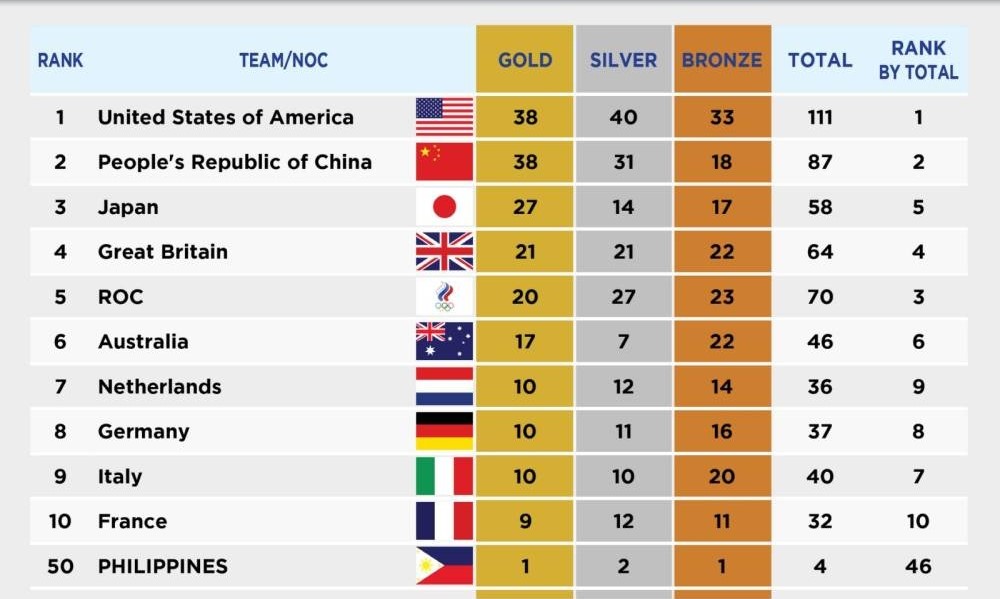 RANK TEAM/NOC GOLD SILVER BRONZE TOTAL RANK BY TOTAL
1 United States of America 38 40 33 111 1
2 People's Republic of China 38 31 18 87 2
3 Japan 27 14 17 58 5
4 Great Britain 21 21 22 64 4
5 ROC 20 27 23 70 3
6 Australia 17 7 22 46 6
7 Netherlands 10 12 14 36 9
8 Germany 10 11 16 37 8
9 Italy 10 10 20 40 7
10 France 9 12 11 32 10
50 PHILIPPINES 1 2 1 4 46